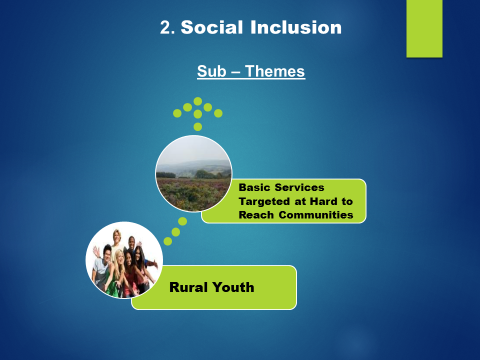 2. Social Inclusion
Sub – Themes
Basic Services
Targeted at Hard to
Reach Communities
Rural Youth